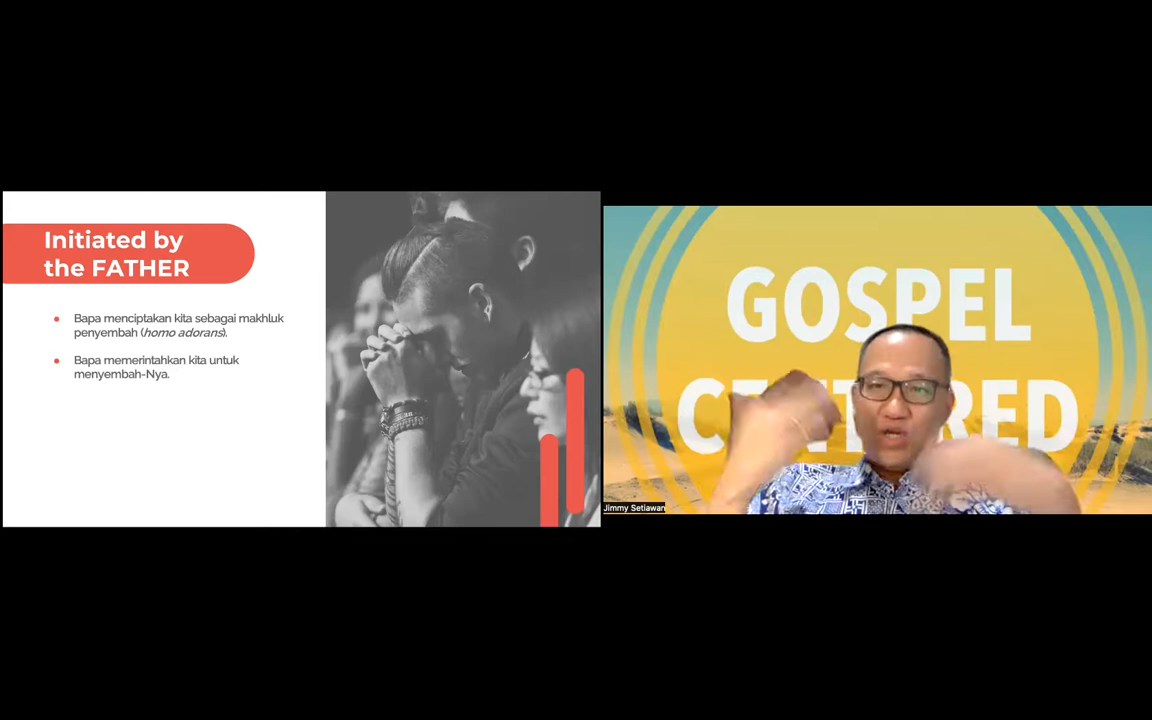 Initiated by
the FATHER
Bapa menciptakan kita sebagai makhluk
penyembah (homo adorans).
Bapa memerintahkan kita untuk
menyembah-Nya.
GOSPEL
CENTERED
Jimmy Setiawan